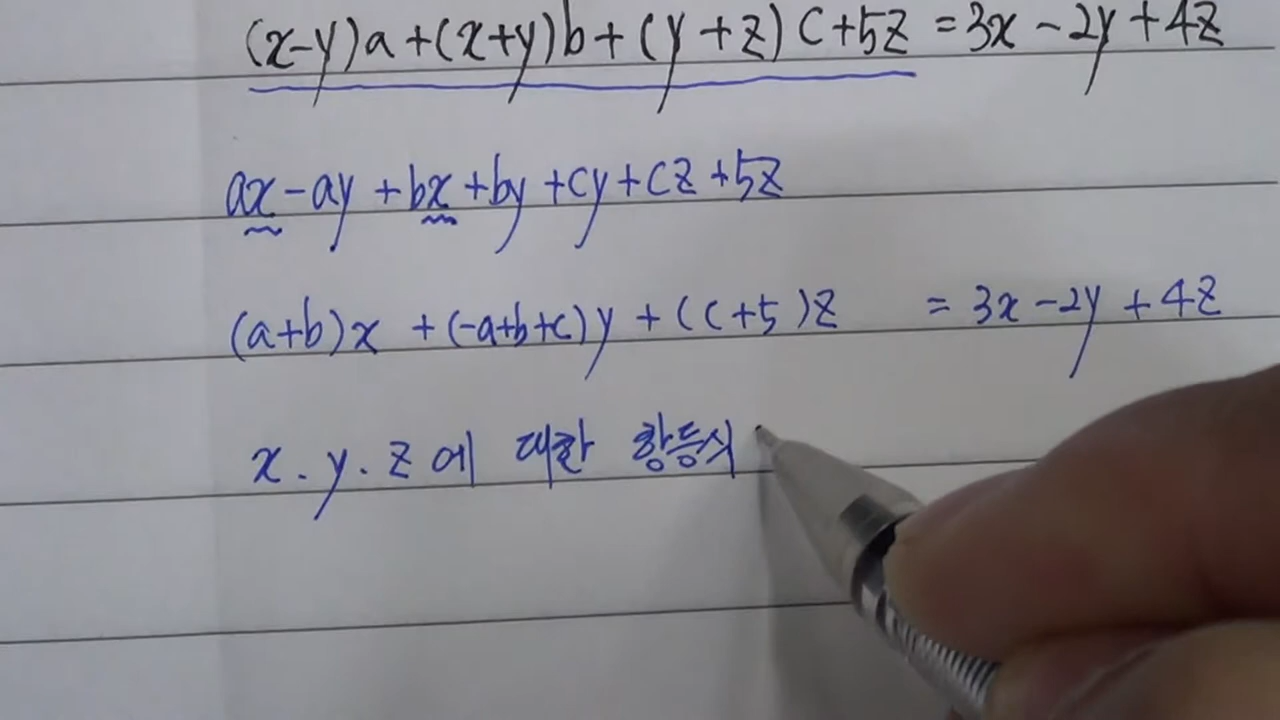 (x-y)a+(x+y)b+(y+z)c+5z=3x-2y+4z
ax-ay+bx+by+cy+cz+5z
(a+b)x+(-a+b+c)y+(c+5)z =3x-2y+4z
x.y.z에 대한 항등식